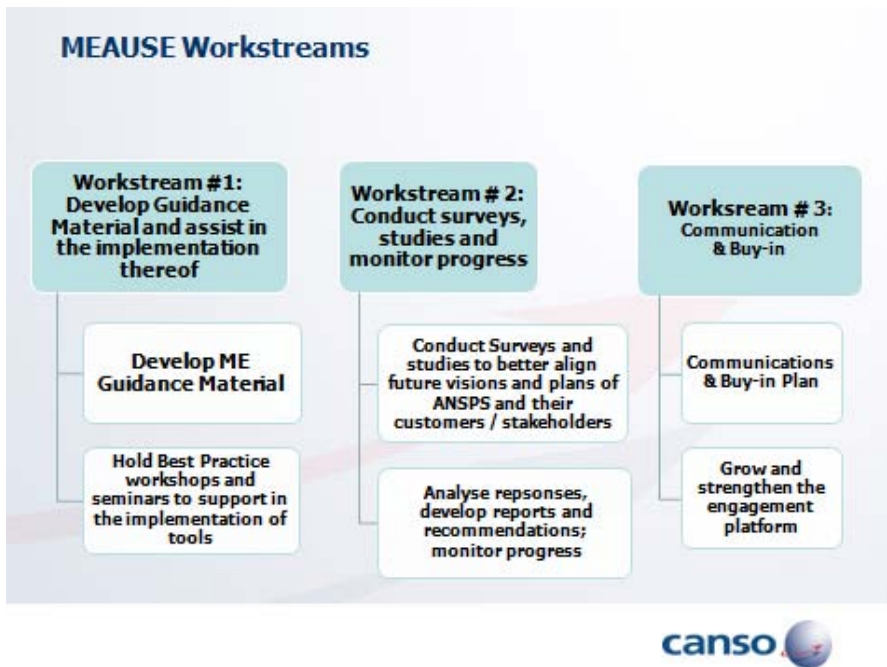 MEAUSE Workstreams
Workstream #1:
Develop Guidance
Material and assist in
the implementation
thereof
Develop ME
Guidance Material
Hold Best Practice
workshops and
seminars to support in
the implementation of
tools
Workstream # 2:
Conduct surveys,
studies and
monitor progress
Conduct Surveys and
studies to better align
future visions and plans of
ANSPS and their
customers / stakeholders
Analyse repsonses,
develop reports and
recommendations;
monitor progress
Worksream # 3:
Communication
& Buy-in
Communications
& Buy-in Plan
Grow and
strengthen the
engagement
platform
canso